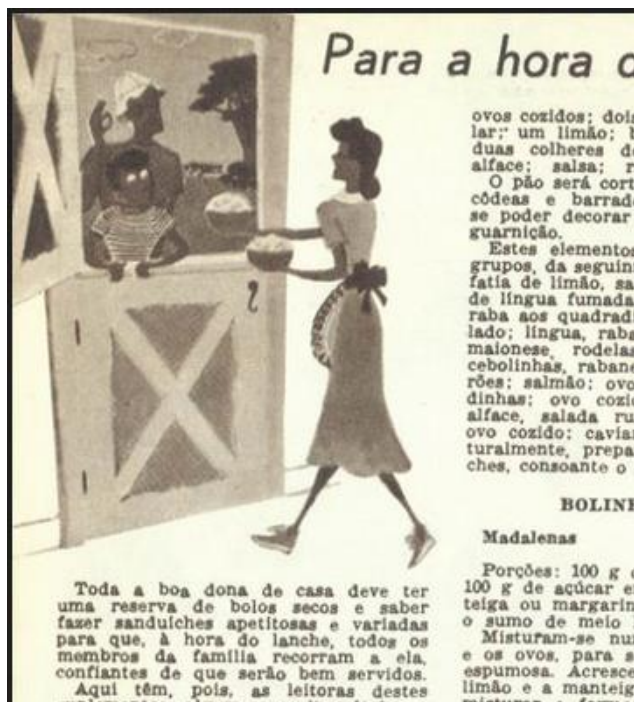 Para a hora d
Toda a boa dona de casa deve ter
uma reserva de bolos secos e saber
fazer sanduíches apetitosas e variadas
para que, à hora do lanche, todos os
membros da família recorram a ela,
confiantes de que serão bem servidos.
Aqui têm, pois, as leitoras destes
ovos cozidos; dois
lar; um limão; b
duas colheres de
alface; salsa; r
O pão será cort
côdeas e barrado
se poder decorar
guarnição.
Estes elementos
grupos, da seguin
fatia de limão, sa
de língua fumada
raba aos quadradi
lado; língua, raba
maionese, rodelas
cebolinhas, rabane
rões; salmão; ovo
dinhas; ovo cozid
alface, salada ru
ovo cozido; caviar
turalmente, prepa
ches, consoante o
BOLINH
Madalenas
Porções: 100 g d
100 g de açúcar e
teiga ou margarin
o sumo de meio l
Misturam-se nu
e os ovos, para s
espumosa. Acresce
limão e a manteig